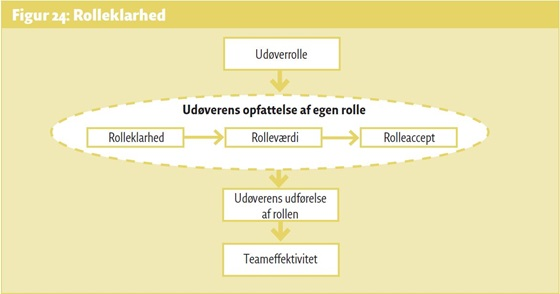 Figur 24: Rolleklarhed
Udøverrolle
Udøverens opfattelse af egen rolle
Rolleklarhed
Rolleværdi
Rolleaccept
Udøverens udførelse
af rollen
Teameffektivitet